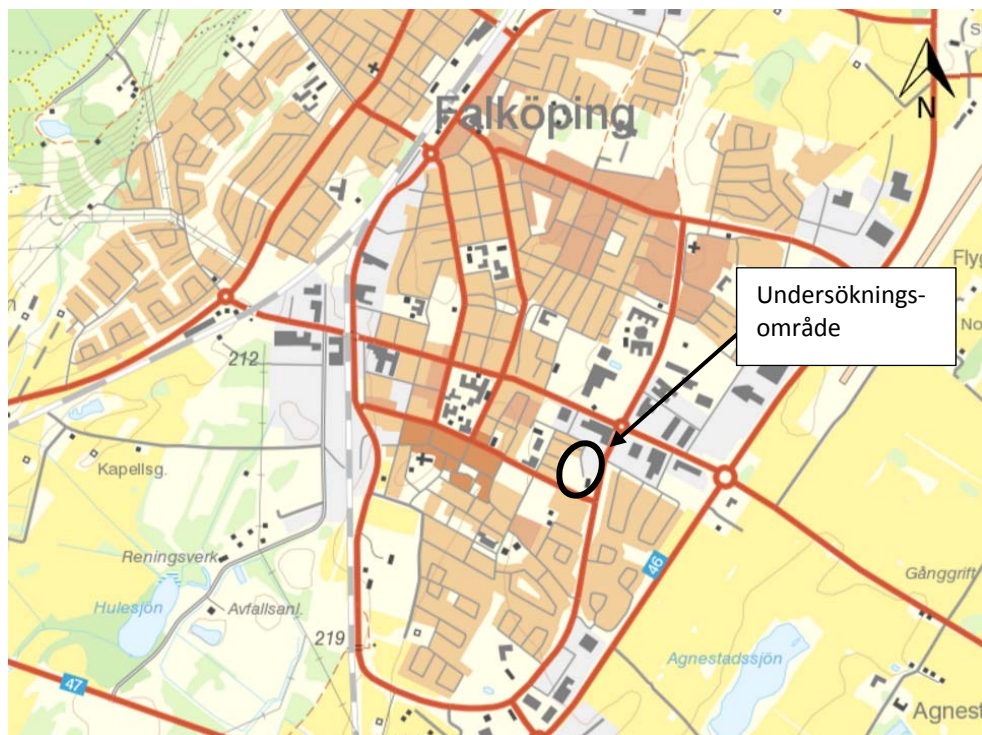 S
Falköping
N
Flyg
Undersöknings-
område
No
212
Kapellsg.
Reningsverk
46
Gånggrift
Hulesjön
Avfallsanl.
219
Agnestadssjön
47
Agnest